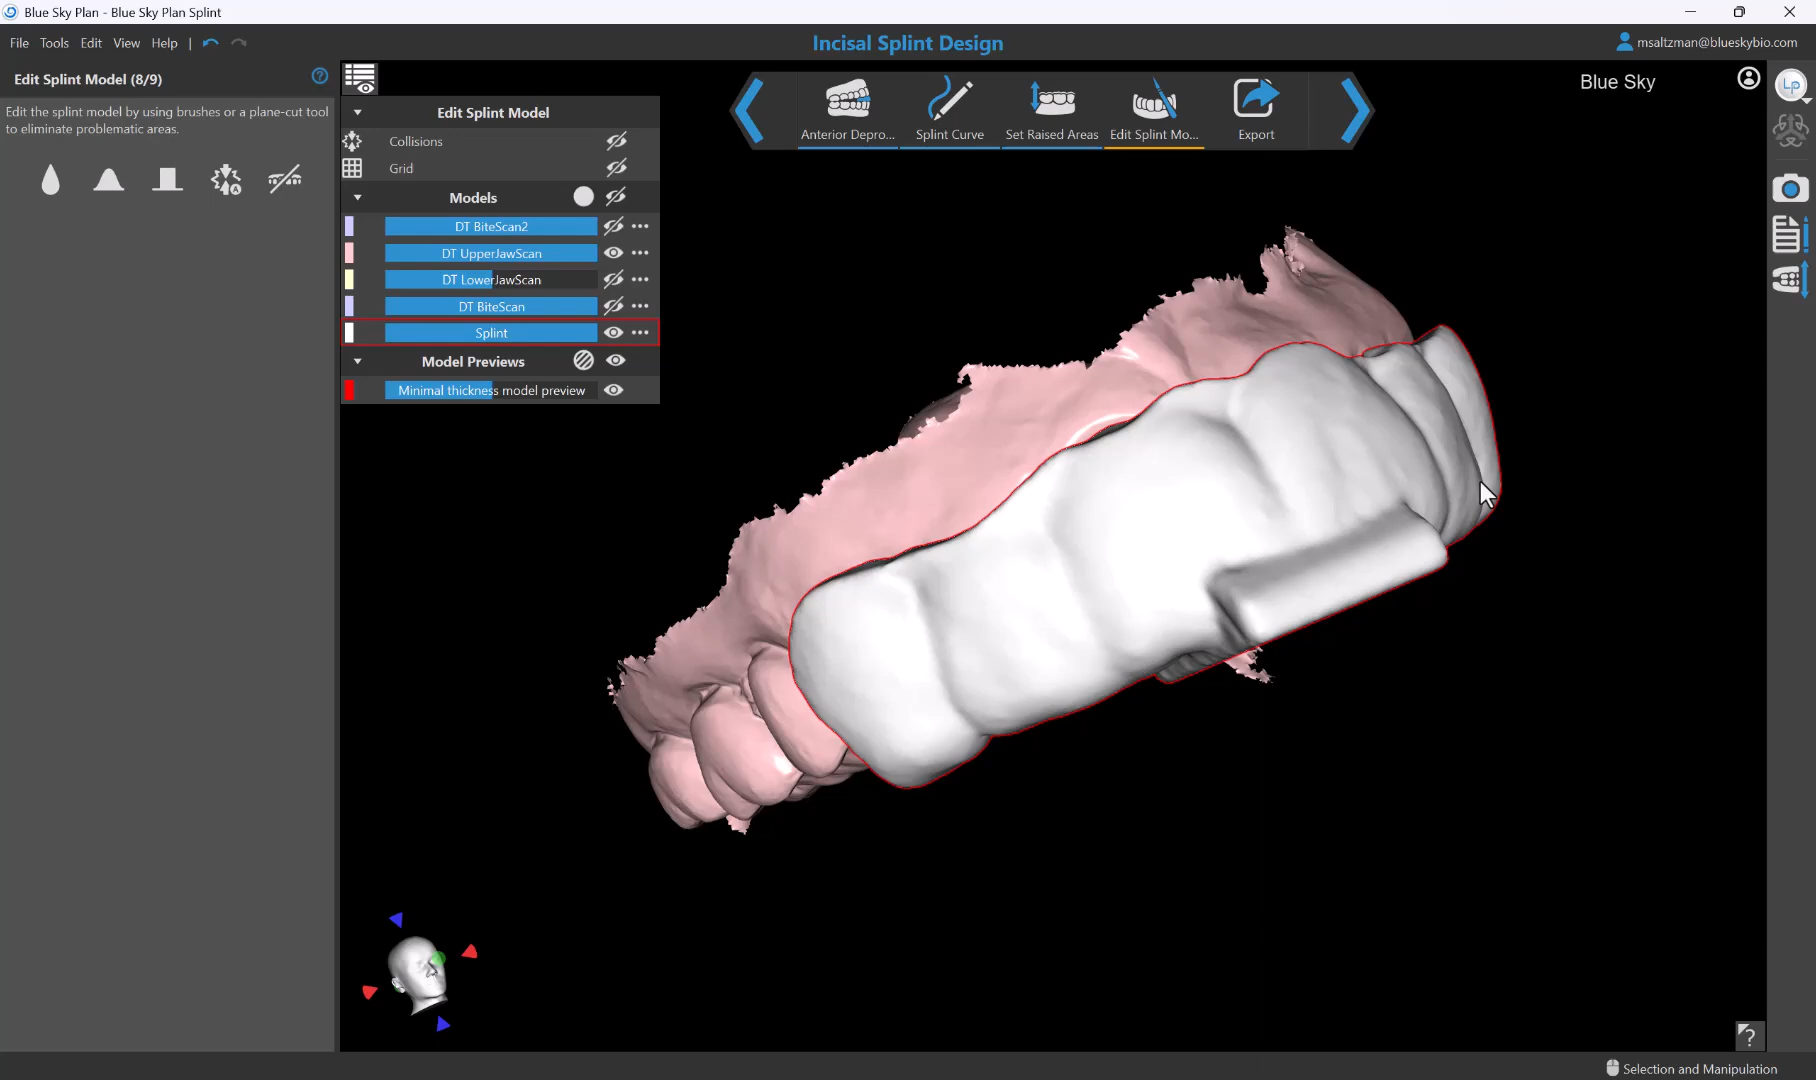 Blue Sky Plan - Blue Sky Plan Splint
File Tools Edit View Help
Incisal Splint Design
msaltzman@blueskybio.com
Edit Splint Model (8/9)
Edit the splint model by using brushes or a plane-cut tool
to eliminate problematic areas.
Edit Splint Model
Collisions
Grid
Models
DT BiteScan2
DT UpperJawScan
DT LowerJawScan
DT BiteScan
Splint
Model Previews
Minimal thickness model preview
Anterior Depro...
Splint Curve
Set Raised Areas
Edit Splint Mo...
Export
Blue Sky
Lp
A
?
?
Selection and Manipulation